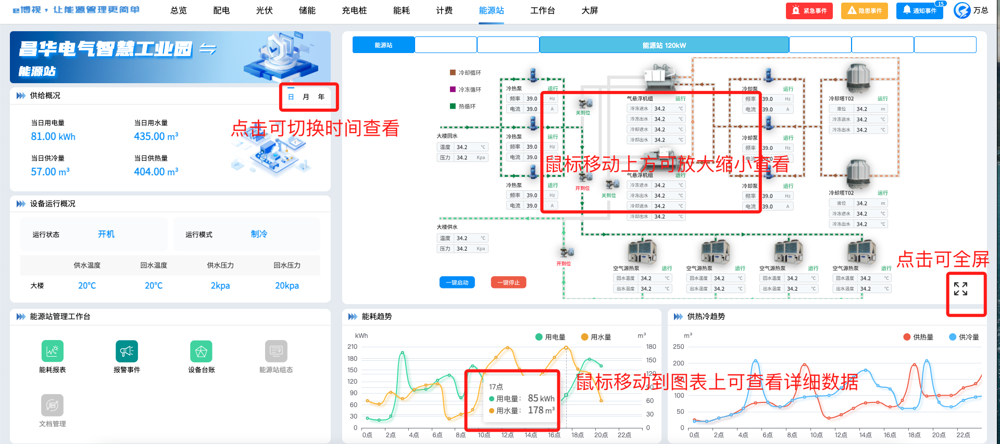 e博视，让能源管理更简单
总览 配电 光伏 储能 充电桩 能耗 计费 能源站 工作台 大屏
紧急事件 隐患事件 通知事件 15 万总
昌华电气智慧工业园
能源站
供给概况
日 月 年
点击可切换时间查看
当日用电量
81.00 kWh
当日用水量
435.00 m³
当日供冷量
57.00 m³
当日供热量
404.00 m³
设备运行概况
运行状态 开机 运行模式 制冷
供水温度 回水温度 供水压力 回水压力
大楼 20℃ 20℃ 2kpa 20kpa
能源站管理工作台
能耗报表 报警事件 设备台账 能源站组态
文档管理
能源站 能源站 120kW
冷却循环
冷冻循环
热循环
大楼回水
温度 34.2 ℃
压力 34.2 Kpa
大楼供水
温度 34.2 ℃
压力 34.2 Kpa
一键启动 一键停止
冷热泵 运行
频率 39.0 Hz
电流 39.0 A
冷热泵 运行
频率 39.0 Hz
电流 39.0
冷热泵 运行
频率 39.0 Hz
电流 39.0 A
关到位
开到位
关到位
开到位
气悬浮机组 运行
冷冻进水 34.2 ℃
冷冻出水 34.2 ℃
冷却进水 34.2 ℃
冷却出水 34.2 ℃
鼠标移动上方可放大缩小查看
气悬浮机组 运行
冷冻进水 34.2 ℃
冷冻出水 34.2 ℃
冷却进水 34.2 ℃
冷却出水 34.2 ℃
冷却泵 运行
频率 39.0 Hz
电流 39.0 A
冷却泵 运行
频率 39.0 Hz
电流 39.0
冷却泵 运行
频率 39.0 Hz
电流 39.0 A
冷却塔T02 运行
液位 34.2 m
冷冻进水 34.2 ℃
冷冻出水 34.2 ℃
冷却塔T02 运行
液位 34.2 m
冷冻进水 34.2 ℃
冷冻出水 34.2 ℃
空气源热泵 运行
回水温度 34.2 ℃
出水温度 34.2 ℃
空气源热泵 运行
回水温度 34.2 ℃
出水温度 34.2 ℃
空气源热泵 运行
回水温度 34.2 ℃
出水温度 34.2 ℃
空气源热泵 运行
回水温度 34.2 ℃
出水温度 34.2 ℃
点击可全屏
能耗趋势
kWh 用电量 用水量 m³
210 180
180 150
150 120
120 90
90 60
60 30
30 0
0
0点 2点 4点 6点 8点 10点 12点 14点 16点 18点 20点 22点
17点
用电量： 85 kWh
用水量： 178 m³
鼠标移动到图表上可查看详细数据
供热冷趋势
m³ 供热量 供冷量
250
200
150
100
50
0
0点 2点 4点 6点 8点 10点 12点 14点 16点 18点 20点 22点